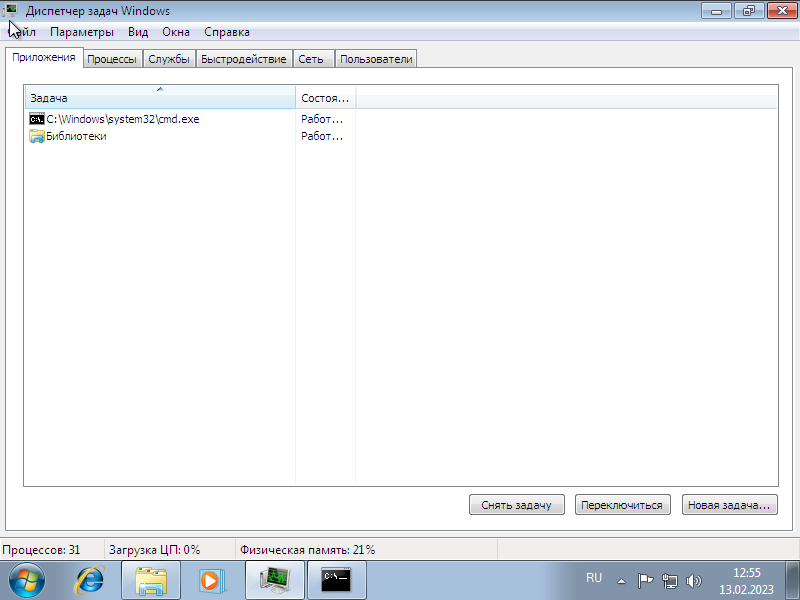 Диспетчер задач Windows
Параметры Вид Окна Справка
Приложения Процессы Службы Быстродействие Сеть Пользователи
Задача Состоя...
C:\Windows\system32\cmd.exe Работ...
Библиотеки Работ...
Снять задачу Переключиться Новая задача...
Процессов: 31 Загрузка ЦП: 0% Физическая память: 21%
RU 12:55
13.02.2023